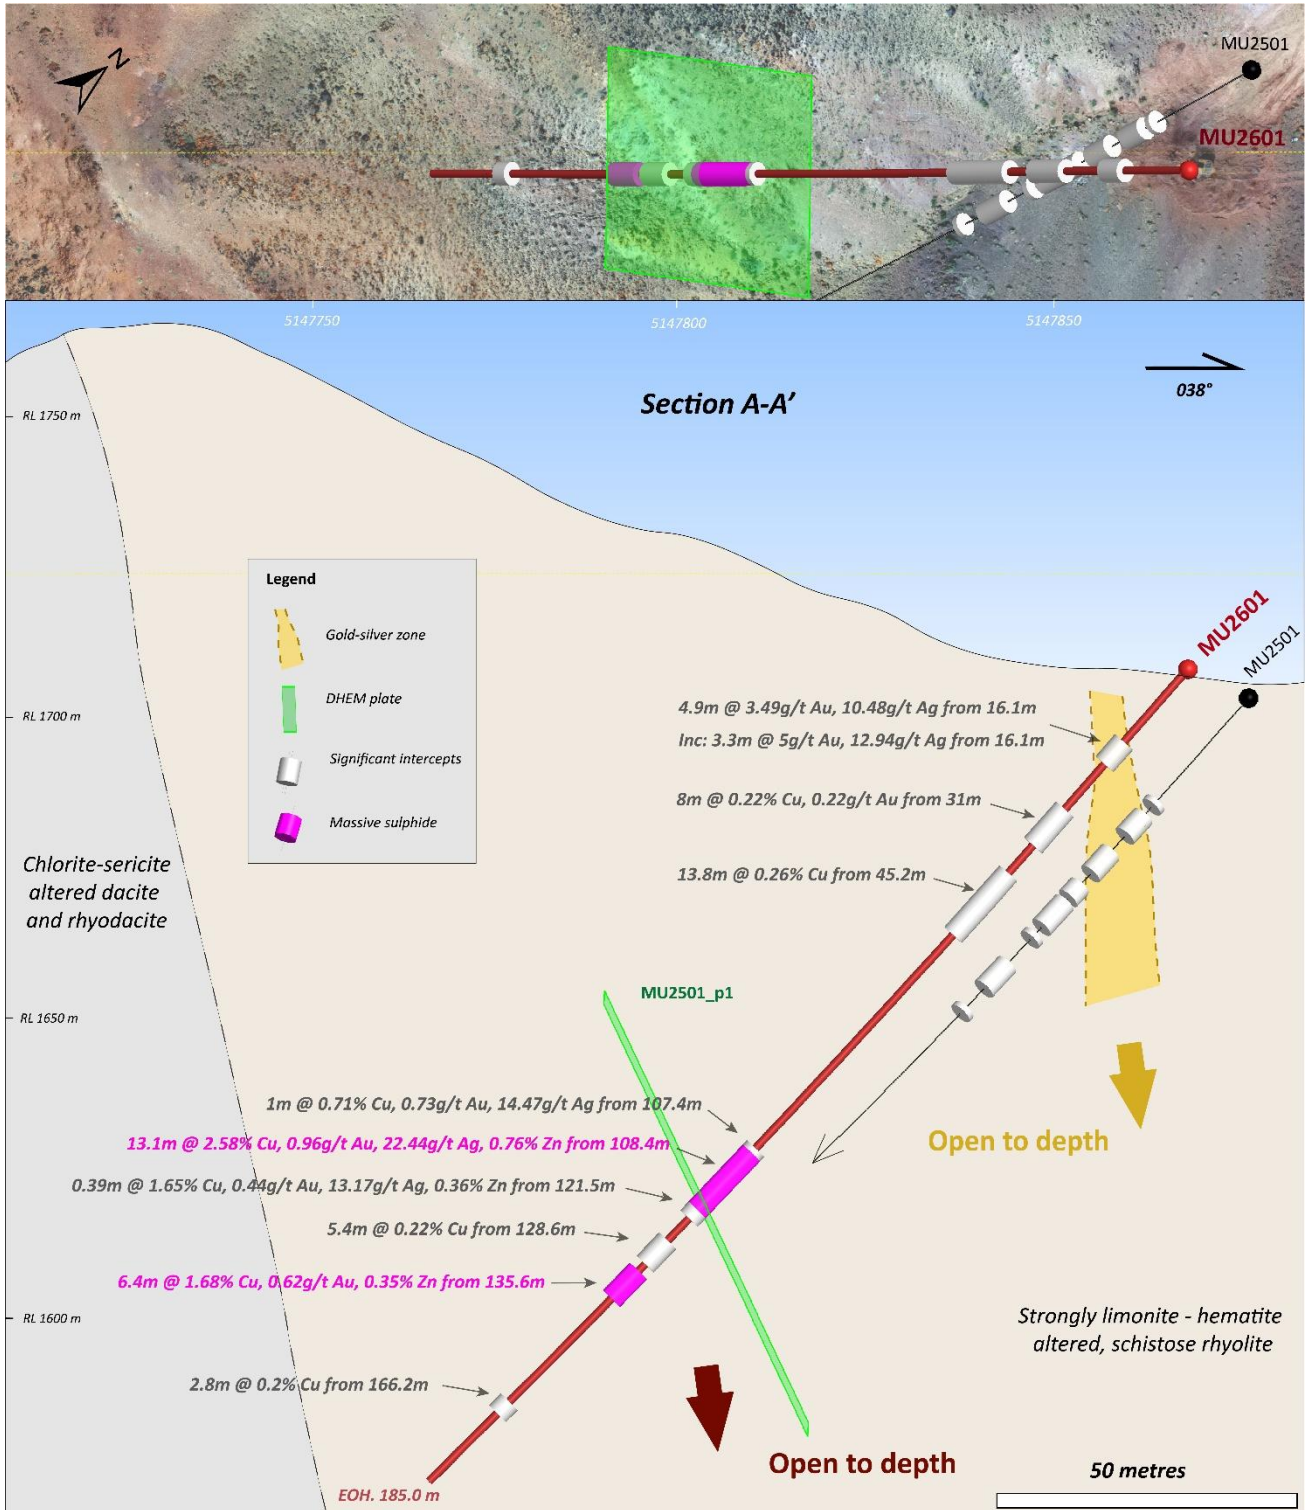 N
MU2501
MU2601
5147750
5147800
5147850
Section A-A’
038°
RL 1750 m
MU2601
MU2501
Legend
Gold-silver zone
DHEM plate
Significant intercepts
Massive sulphide
RL 1700 m
4.9m @ 3.49g/t Au, 10.48g/t Ag from 16.1m
Inc: 3.3m @ 5g/t Au, 12.94g/t Ag from 16.1m
8m @ 0.22% Cu, 0.22g/t Au from 31m
13.8m @ 0.26% Cu from 45.2m
Chlorite-sericite
altered dacite
and rhyodacite
MU2501_p1
RL 1650 m
1m @ 0.71% Cu, 0.73g/t Au, 14.47g/t Ag from 107.4m
13.1m @ 2.58% Cu, 0.96g/t Au, 22.44g/t Ag, 0.76% Zn from 108.4m
Open to depth
0.39m @ 1.65% Cu, 0.44g/t Au, 13.17g/t Ag, 0.36% Zn from 121.5m
5.4m @ 0.22% Cu from 128.6m
6.4m @ 1.68% Cu, 0.62g/t Au, 0.35% Zn from 135.6m
RL 1600 m
Strongly limonite - hematite
altered, schistose rhyolite
2.8m @ 0.2% Cu from 166.2m
Open to depth
50 metres
EOH. 185.0 m